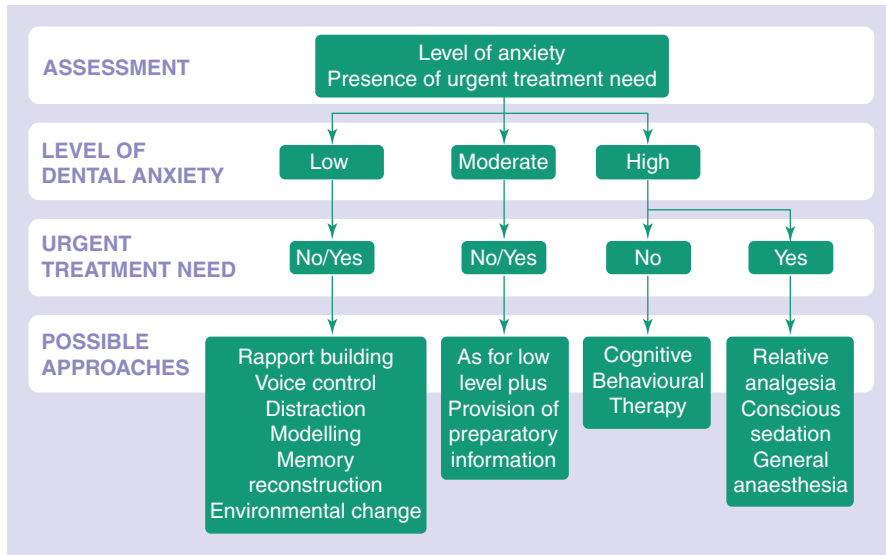 ASSESSMENT
Level of anxiety
Presence of urgent treatment need
LEVEL OF
DENTAL ANXIETY
Low
Moderate
High
URGENT
TREATMENT NEED
No/Yes
No/Yes
No
Yes
POSSIBLE
APPROACHES
Rapport building
Voice control
Distraction
Modelling
Memory
reconstruction
Environmental change
As for low
level plus
Provision of
preparatory
information
Cognitive
Behavioural
Therapy
Relative
analgesia
Conscious
sedation
General
anaesthesia